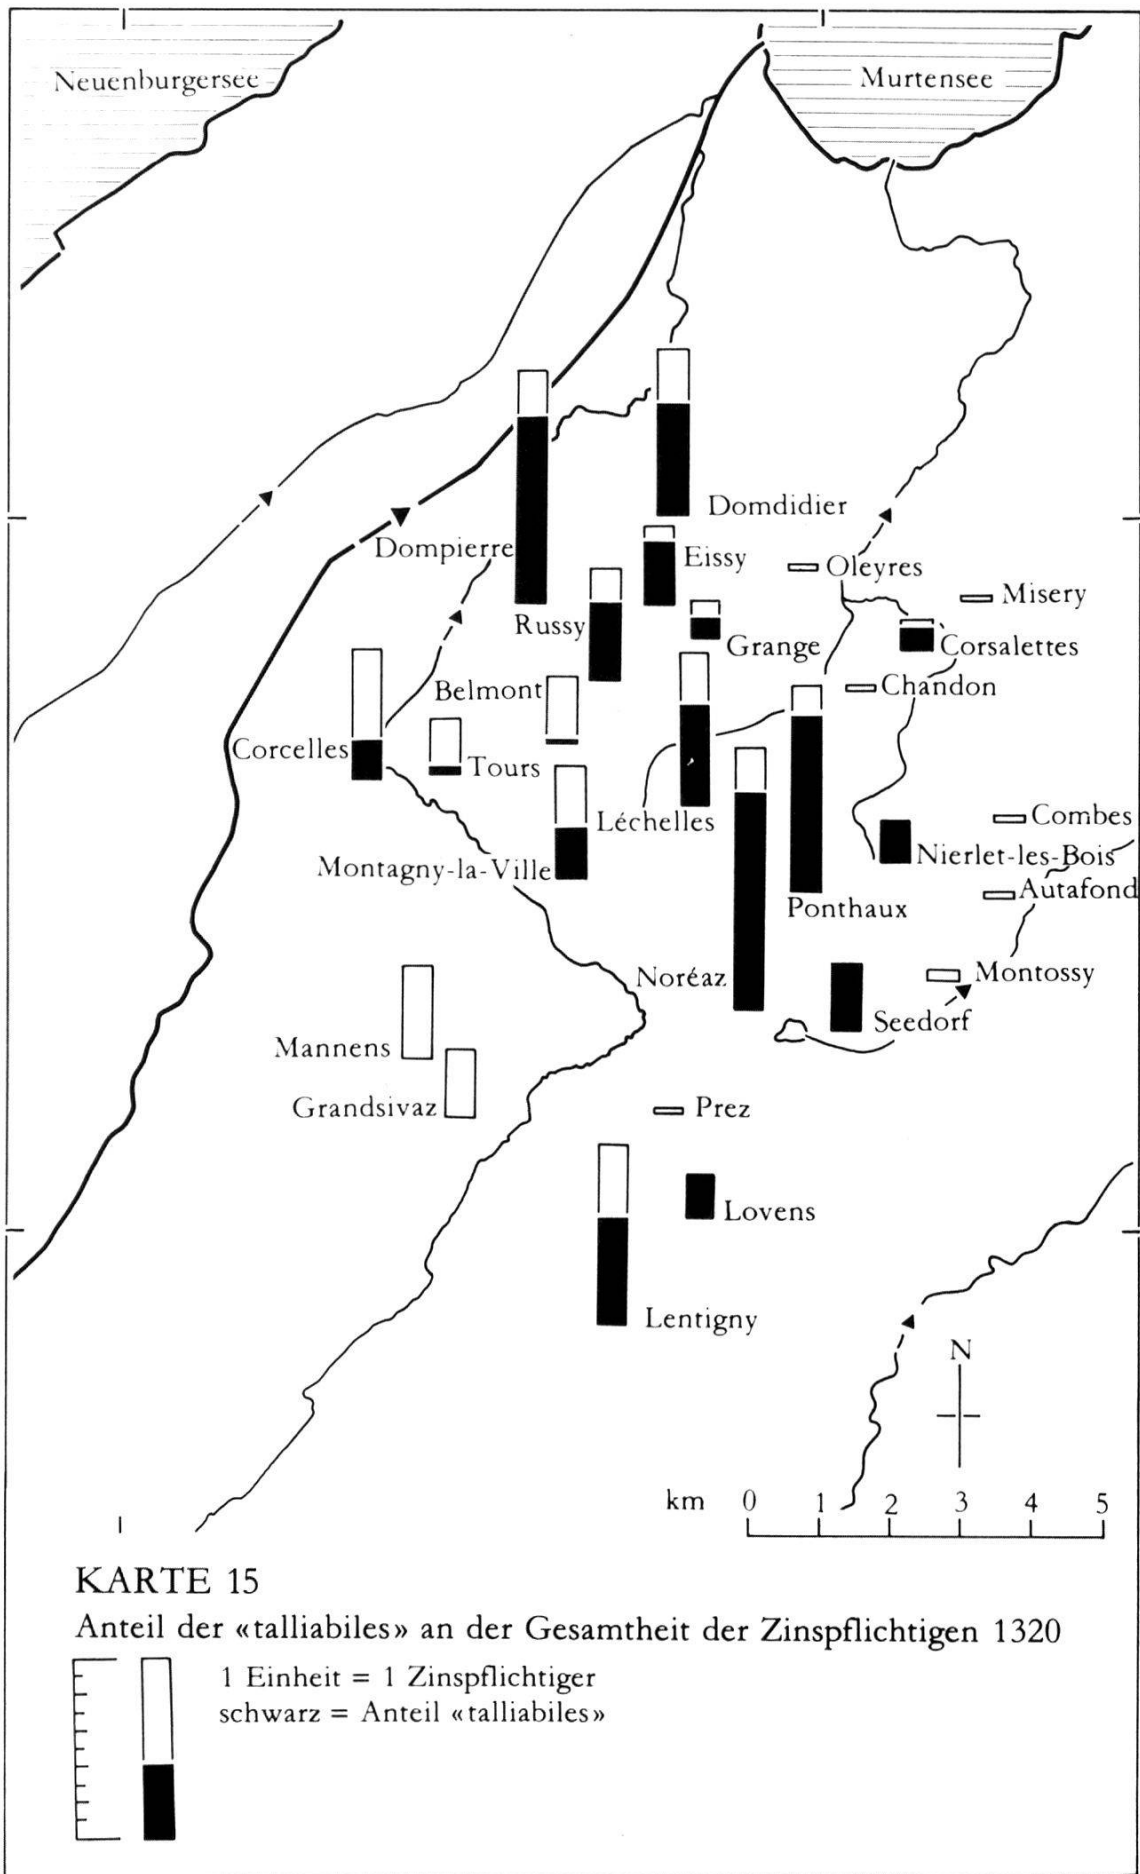 Neuenburgersee
Murtensee
Domdidier
Dompierre
Eissy
Oleyres
Misery
Russy
Grange
Corsalettes
Belmont
Chandon
Corcelles
Tours
Léchelles
Combes
Montagny-la-Ville
Nierlet-les-Bois
Autafond
Ponthaux
Noréaz
Montossy
Seedorf
Mannens
Grandsivaz
Prez
Lovens
Lentigny
N
km 0 1 2 3 4 5
KARTE 15
Anteil der «talliabiles» an der Gesamtheit der Zinspflichtigen 1320
1 Einheit = 1 Zinspflichtiger
schwarz = Anteil «talliabiles»